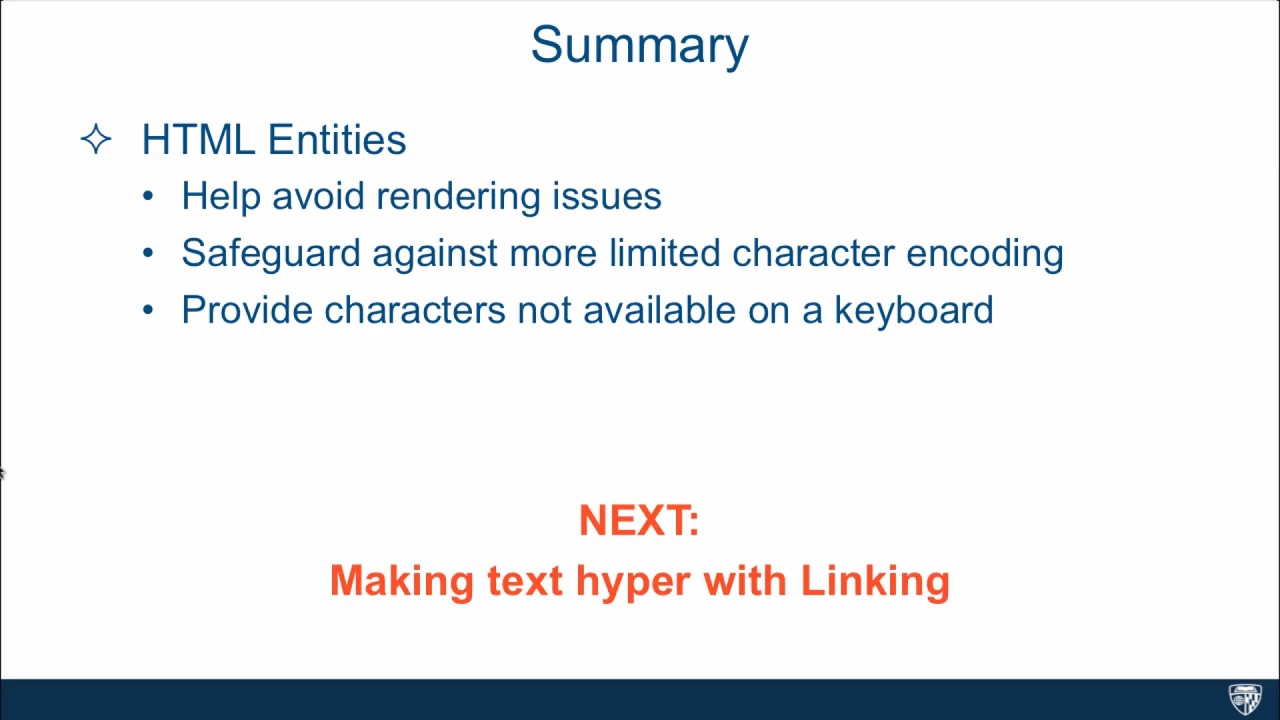 Summary
✧ HTML Entities
• Help avoid rendering issues
• Safeguard against more limited character encoding
• Provide characters not available on a keyboard
NEXT:
Making text hyper with Linking